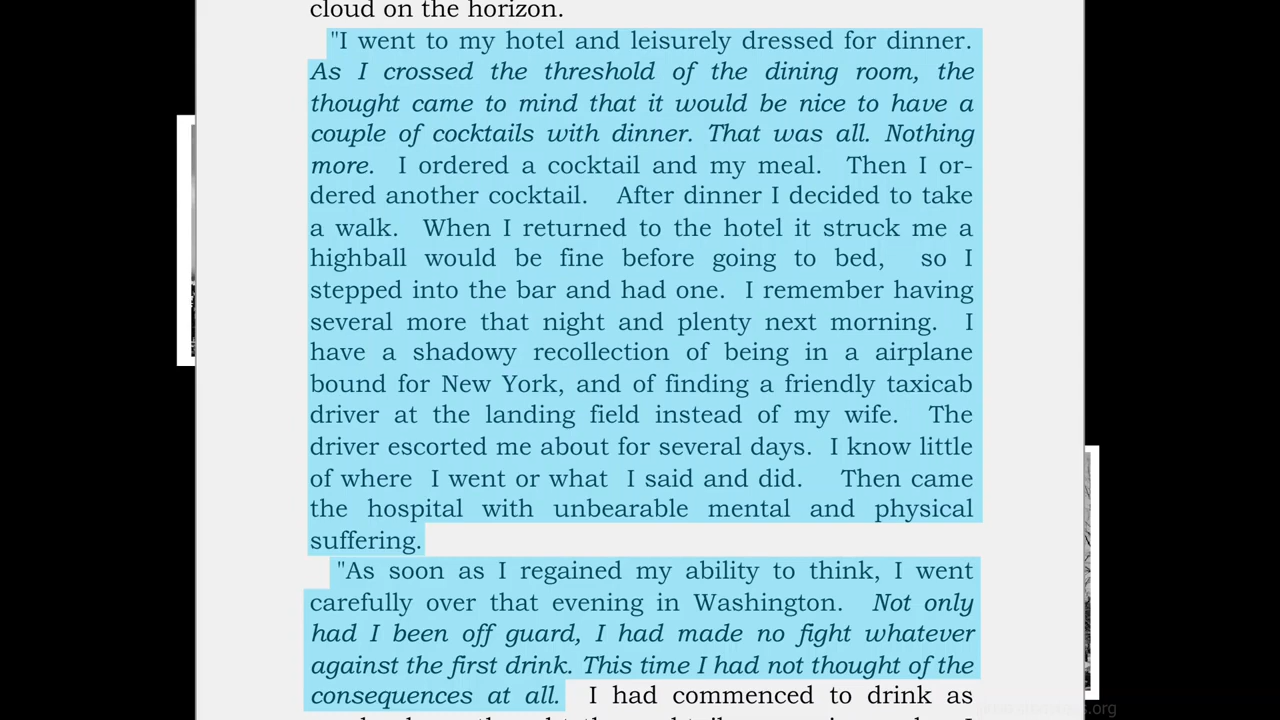 cloud on the horizon.
"I went to my hotel and leisurely dressed for dinner.
As I crossed the threshold of the dining room, the
thought came to mind that it would be nice to have a
couple of cocktails with dinner. That was all. Nothing
more. I ordered a cocktail and my meal. Then I or-
dered another cocktail. After dinner I decided to take
a walk. When I returned to the hotel it struck me a
highball would be fine before going to bed, so I
stepped into the bar and had one. I remember having
several more that night and plenty next morning. I
have a shadowy recollection of being in a airplane
bound for New York, and of finding a friendly taxicab
driver at the landing field instead of my wife. The
driver escorted me about for several days. I know little
of where I went or what I said and did. Then came
the hospital with unbearable mental and physical
suffering.
"As soon as I regained my ability to think, I went
carefully over that evening in Washington. Not only
had I been off guard, I had made no fight whatever
against the first drink. This time I had not thought of the
consequences at all. I had commenced to drink as